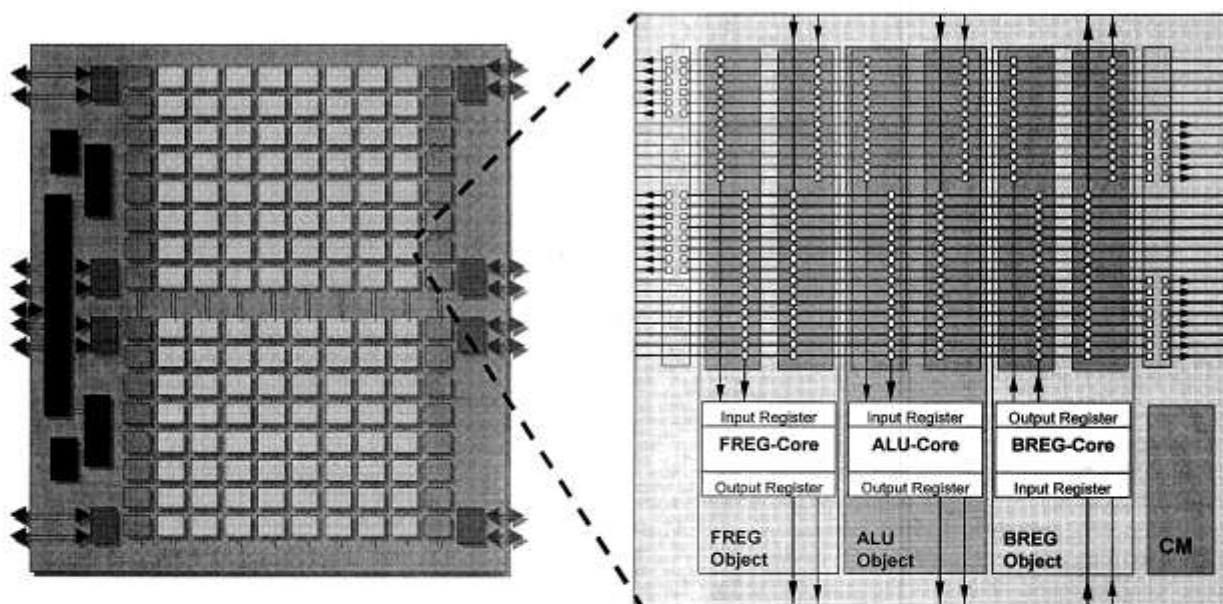 Input Register
FREG-Core
Output Register
FREG
Object
Input Register
ALU-Core
Output Register
ALU
Object
Output Register
BREG-Core
Input Register
BREG
Object
CM